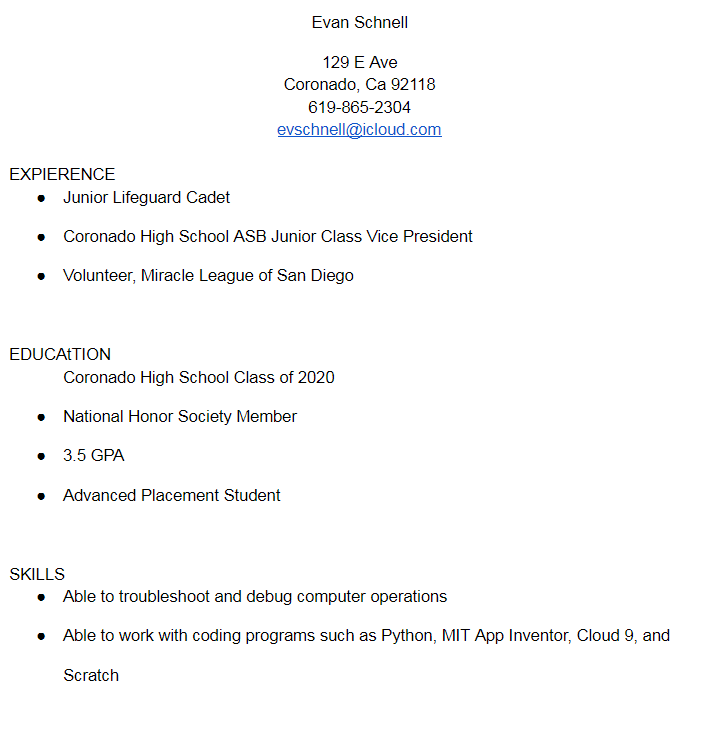 Evan Schnell
129 E Ave
Coronado, Ca 92118
619-865-2304
evschnell@icloud.com
EXPIERENCE
● Junior Lifeguard Cadet
● Coronado High School ASB Junior Class Vice President
● Volunteer, Miracle League of San Diego
EDUCAtTION
Coronado High School Class of 2020
● National Honor Society Member
● 3.5 GPA
● Advanced Placement Student
SKILLS
● Able to troubleshoot and debug computer operations
● Able to work with coding programs such as Python, MIT App Inventor, Cloud 9, and
Scratch